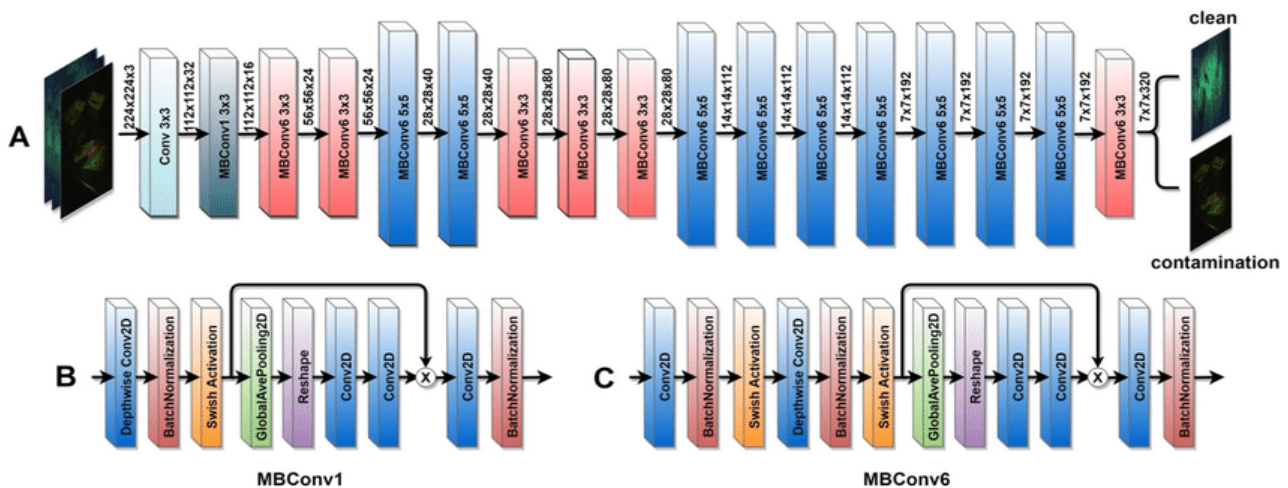 clean
A
224x224x3
Conv 3x3
112x112x32
MBConv1 3x3
112x112x16
MBConv6 3x3
56x56x24
MBConv6 3x3
56x56x24
MBConv6 5x5
28x28x40
MBConv6 5x5
28x28x40
MBConv6 3x3
28x28x80
MBConv6 3x3
28x28x80
MBConv6 3x3
28x28x80
MBConv6 5x5
14x14x112
MBConv6 5x5
14x14x112
MBConv6 5x5
14x14x112
MBConv6 5x5
7x7x192
MBConv6 5x5
7x7x192
MBConv6 5x5
7x7x192
MBConv6 5x5
7x7x192
MBConv6 3x3
7x7x320
contamination
B
Depthwise Conv2D
BatchNormalization
Swish Activation
GlobalAvePooling2D
Reshape
Conv2D
Conv2D
X
Conv2D
BatchNormalization
MBConv1
C
Conv2D
BatchNormalization
Swish Activation
Depthwise Conv2D
BatchNormalization
Swish Activation
GlobalAvePooling2D
Reshape
Conv2D
Conv2D
X
Conv2D
BatchNormalization
MBConv6